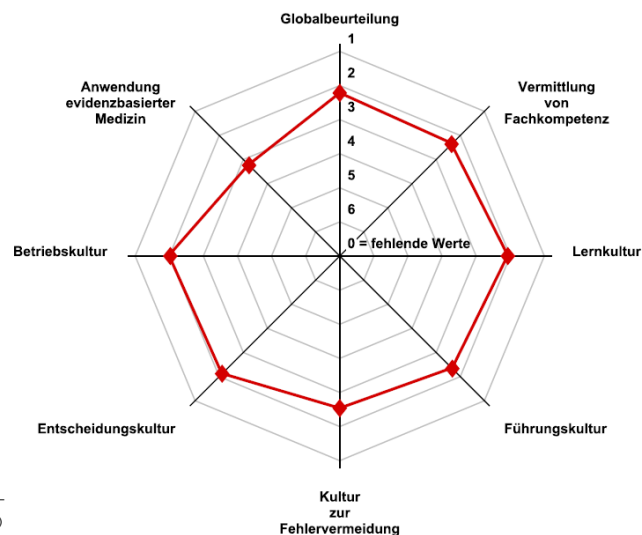 Globalbeurteilung
1
2
3
4
5
6
0 = fehlende Werte
Vermittlung
von
Fachkompetenz
Lernkultur
Führungskultur
Kultur
zur
Fehlervermeidung
Entscheidungskultur
Betriebskultur
Anwendung
evidenzbasierter
Medizin
)